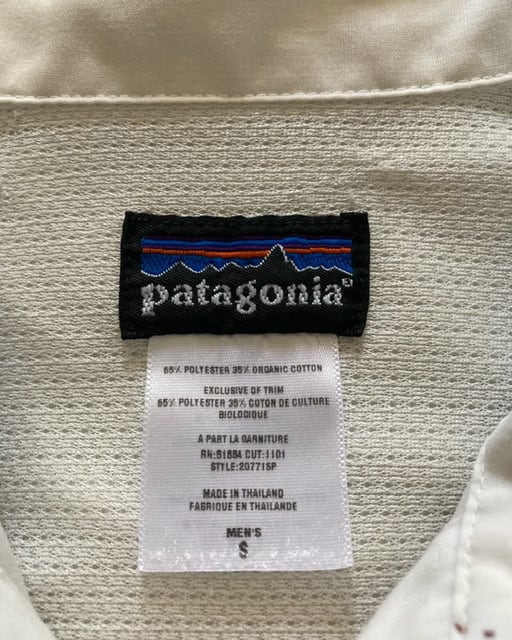 patagonia®
65% POLYESTER 35% ORGANIC COTTON
EXCLUSIVE OF TRIM
65% POLYESTER 35% COTON DE CULTURE
BIOLOGIQUE
A PART LA GARNITURE
RN:51884 CUT:1101
STYLE:20771SP
MADE IN THAILAND
FABRIQUE EN THAILANDE
MEN'S
S